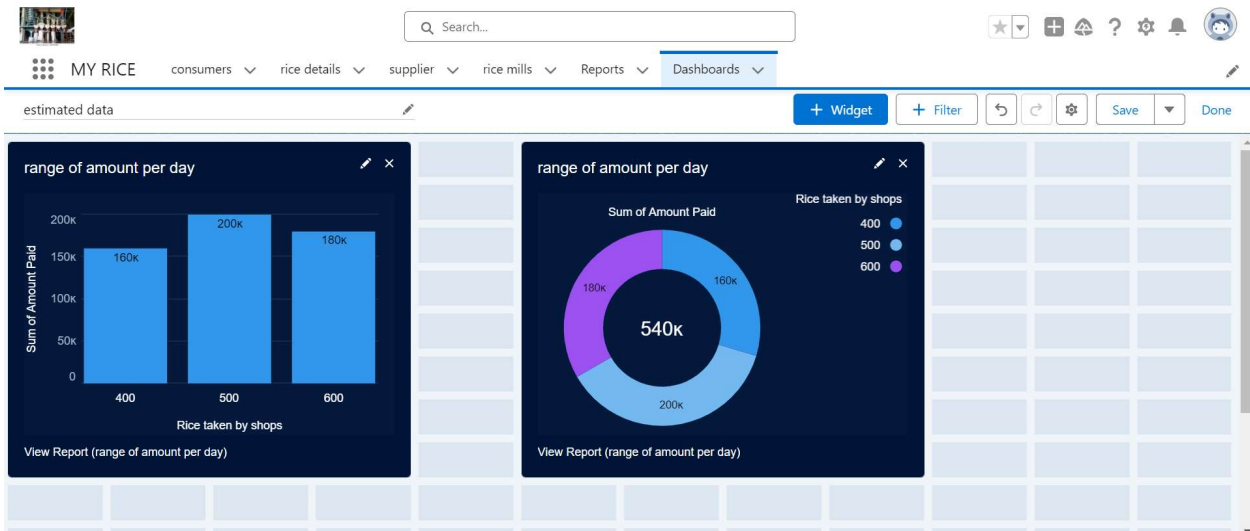 Search...
MY RICE consumers rice details supplier rice mills Reports Dashboards
estimated data
+ Widget + Filter Save Done
range of amount per day
200K
150K
100K
50K
0
Sum of Amount Paid
160K
200K
180K
400 500 600
Rice taken by shops
View Report (range of amount per day)
range of amount per day
Sum of Amount Paid
Rice taken by shops
400
500
600
180K
160K
540K
200K
View Report (range of amount per day)